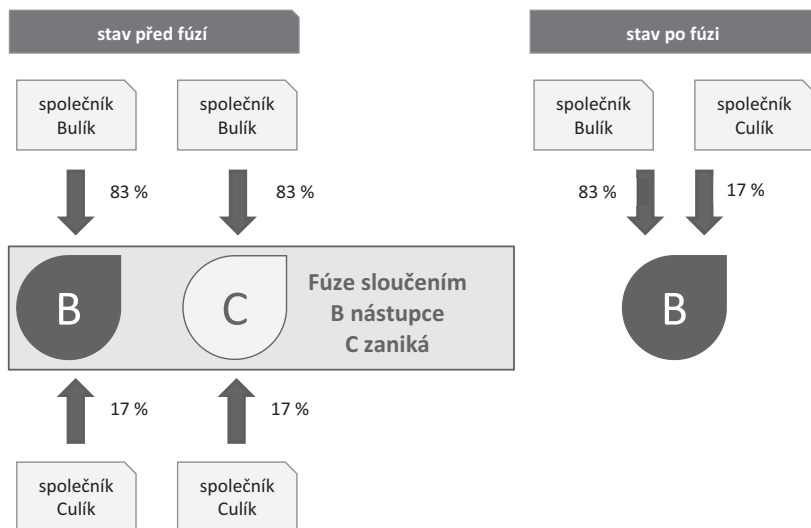 stav před fúzí
stav po fúzi
společník
Bulík
společník
Bulík
společník
Bulík
společník
Culík
83 %
83 %
83 %
17 %
B
C
Fúze sloučením
B nástupce
C zaniká
B
17 %
17 %
společník
Culík
společník
Culík